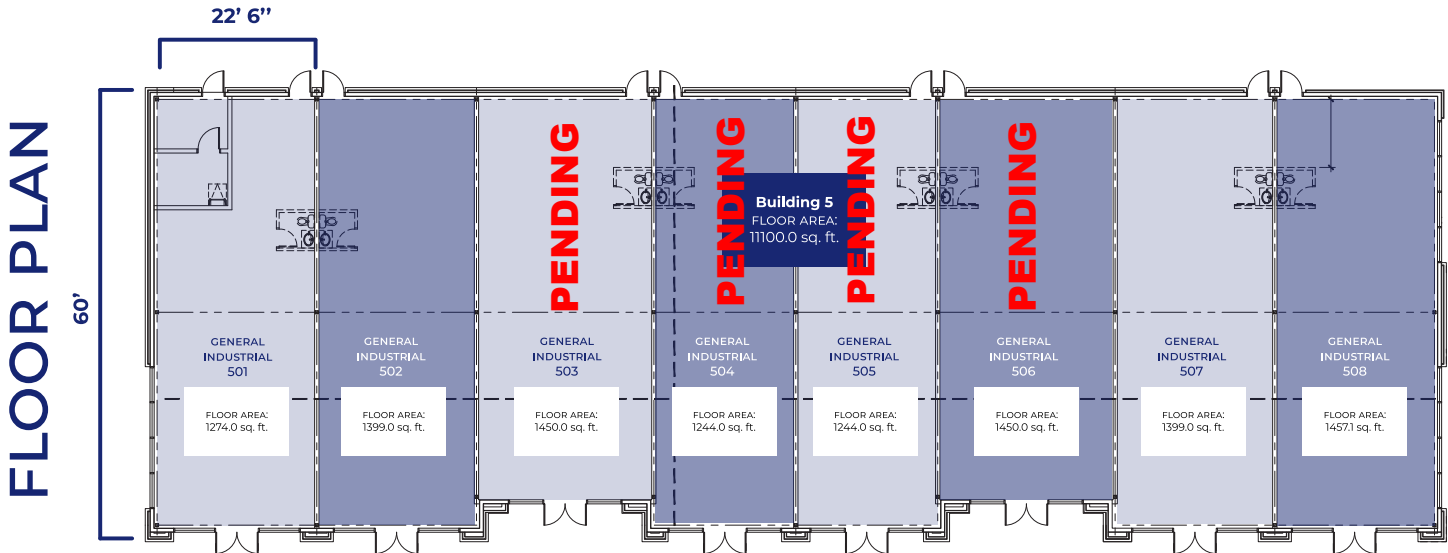 22' 6’’
FLOOR PLAN
60’
PENDING
PENDING
PENDING
PENDING
Building 5
FLOOR AREA:
11100.0 sq. ft.
GENERAL
INDUSTRIAL
501
FLOOR AREA:
1274.0 sq. ft.
GENERAL
INDUSTRIAL
502
FLOOR AREA:
1399.0 sq. ft.
GENERAL
INDUSTRIAL
503
FLOOR AREA:
1450.0 sq. ft.
GENERAL
INDUSTRIAL
504
FLOOR AREA:
1244.0 sq. ft.
GENERAL
INDUSTRIAL
505
FLOOR AREA:
1244.0 sq. ft.
GENERAL
INDUSTRIAL
506
FLOOR AREA:
1450.0 sq. ft.
GENERAL
INDUSTRIAL
507
FLOOR AREA:
1399.0 sq. ft.
GENERAL
INDUSTRIAL
508
FLOOR AREA:
1457.1 sq. ft.